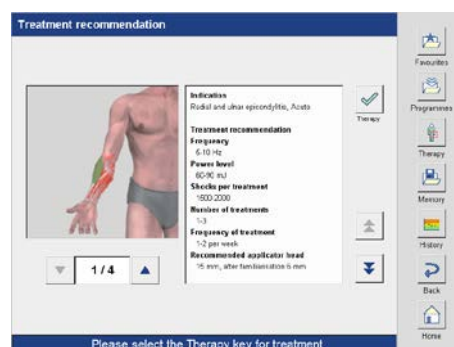 Treatment recommendation
Indication
Radial and ulnar epicondylitis, Acute
Treatment recommendation
Frequency
6-10 Hz
Power level
60-90 mJ
Shocks per treatment
1500-2000
Number of treatments
1-3
Frequency of treatment
1-2 per week
Recommended applicator head
15 mm, after familiarisation 6 mm
1/4
Therapy
Favourites
Programmes
Therapy
Memory
History
Back
Home
Please select the Therapy key for treatment